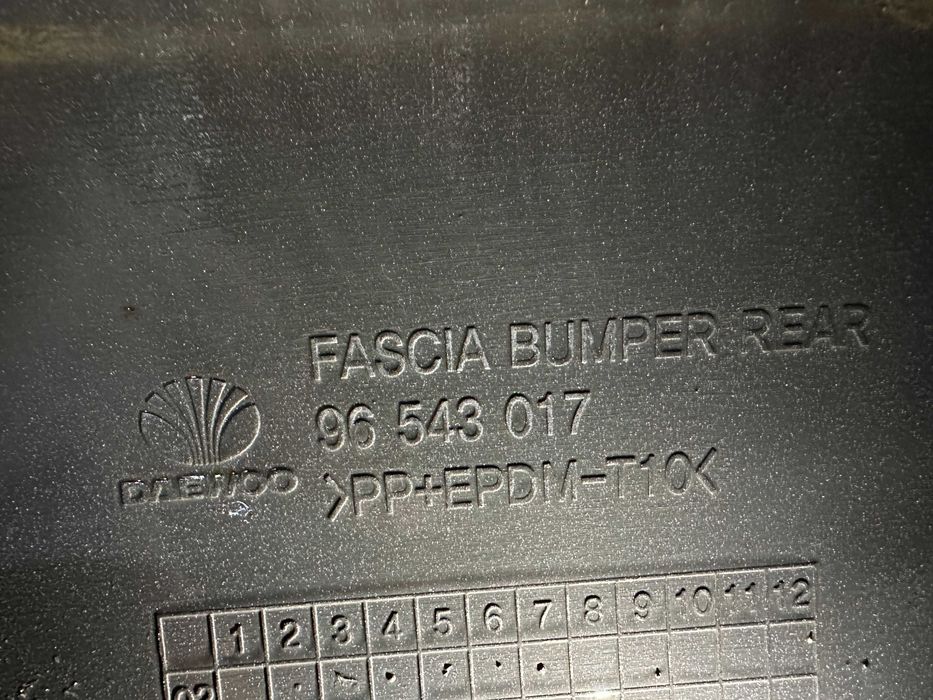 FASCIA BUMPER REAR
96 543 017
DAEWOO
>PP+EPDM-T10<
1 2 3 4 5 6 7 8 9 10 11 12
02